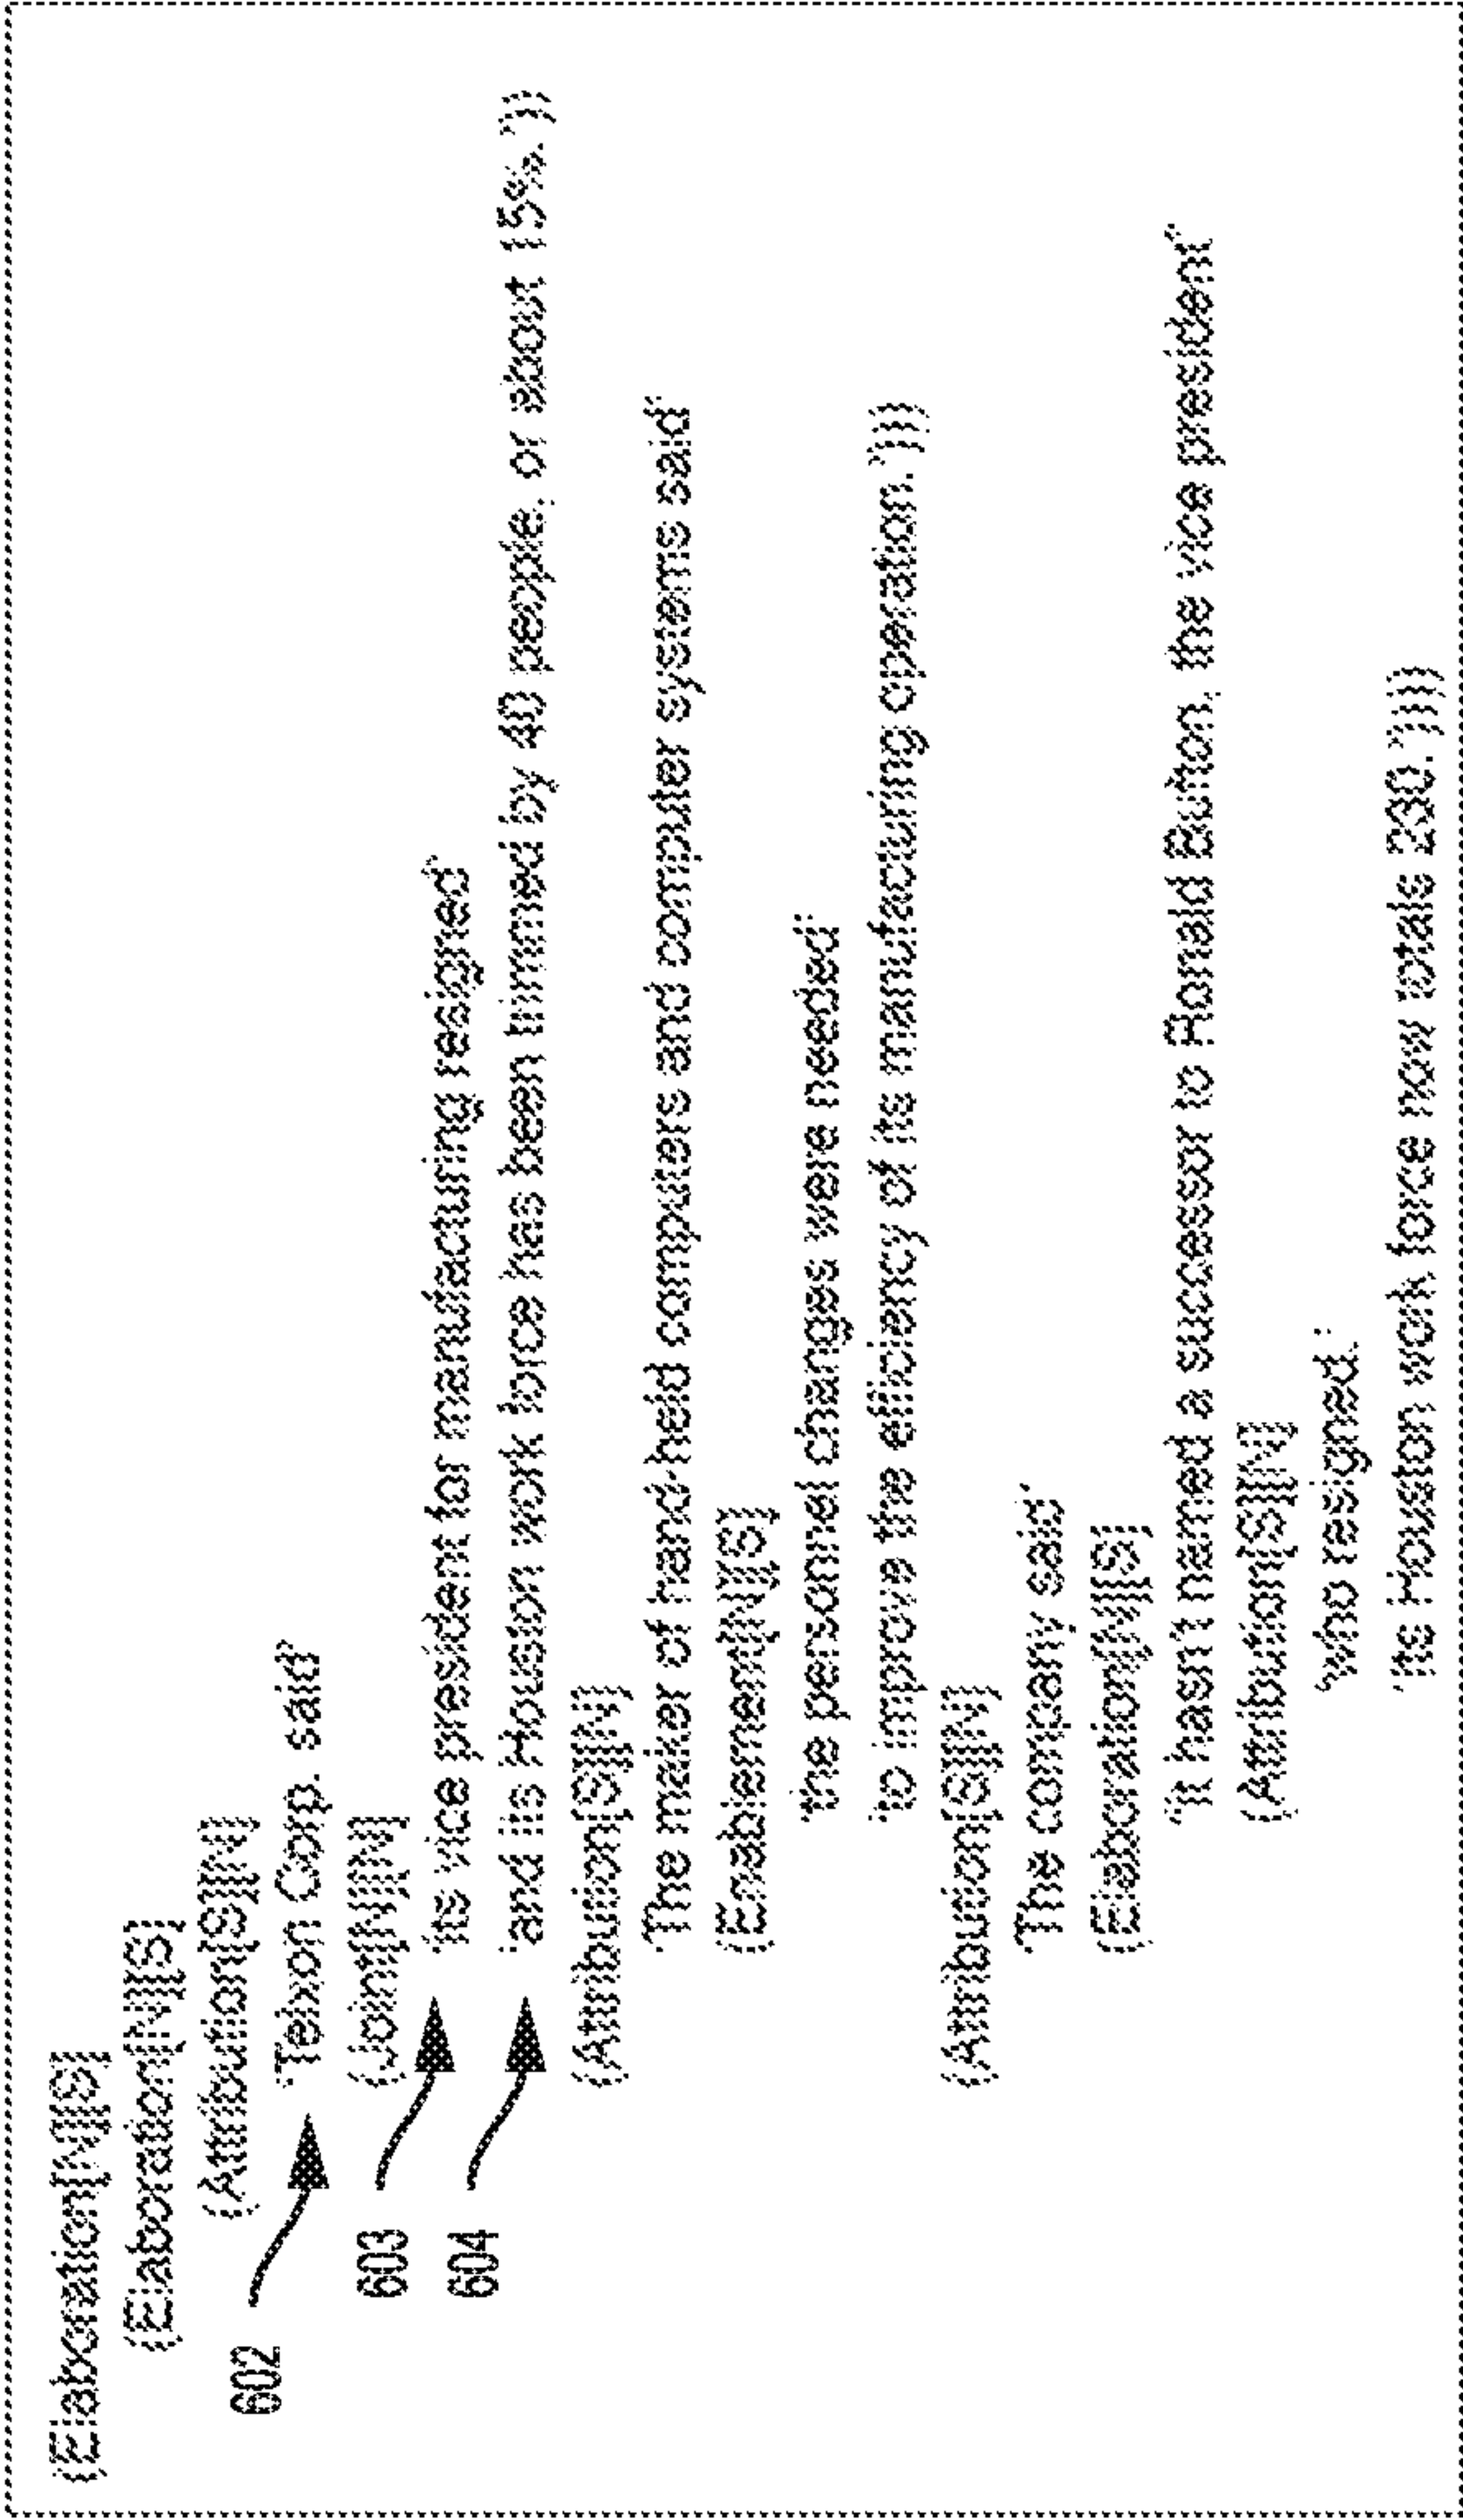 (Elaboration[N][S]
(Elaboration[N][S]
(Attribution[S][N]
602
'Telxon Corp. said'
(Joint[N][N]
603
'its vice president for manufacturing resigned'
604
'and its Houston work force has been trimmed by 40 people, or about 15%.'))
(Attribution[S][N]
'The maker of hand-held computers and computer systems said'
(Enablement[N][S]
'the personnel changes were needed'
'to improve the efficiency of its manufacturing operation.')))
(Attribution[S][N]
'The company said'
(Elaboration[N][S]
"it hasn't named a successor to Ronald Bufton, the vice president"
(Attribution[S][N]
'who resigned.'
'Its Houston work force now totals 230.'))))